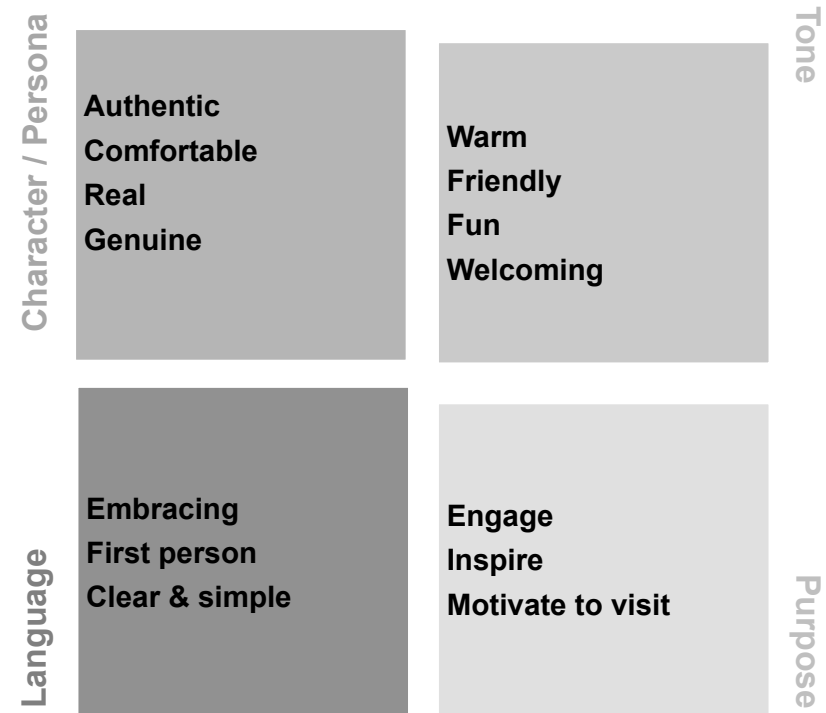 Character / Persona
Authentic
Comfortable
Real
Genuine
Tone
Warm
Friendly
Fun
Welcoming
Language
Embracing
First person
Clear & simple
Purpose
Engage
Inspire
Motivate to visit